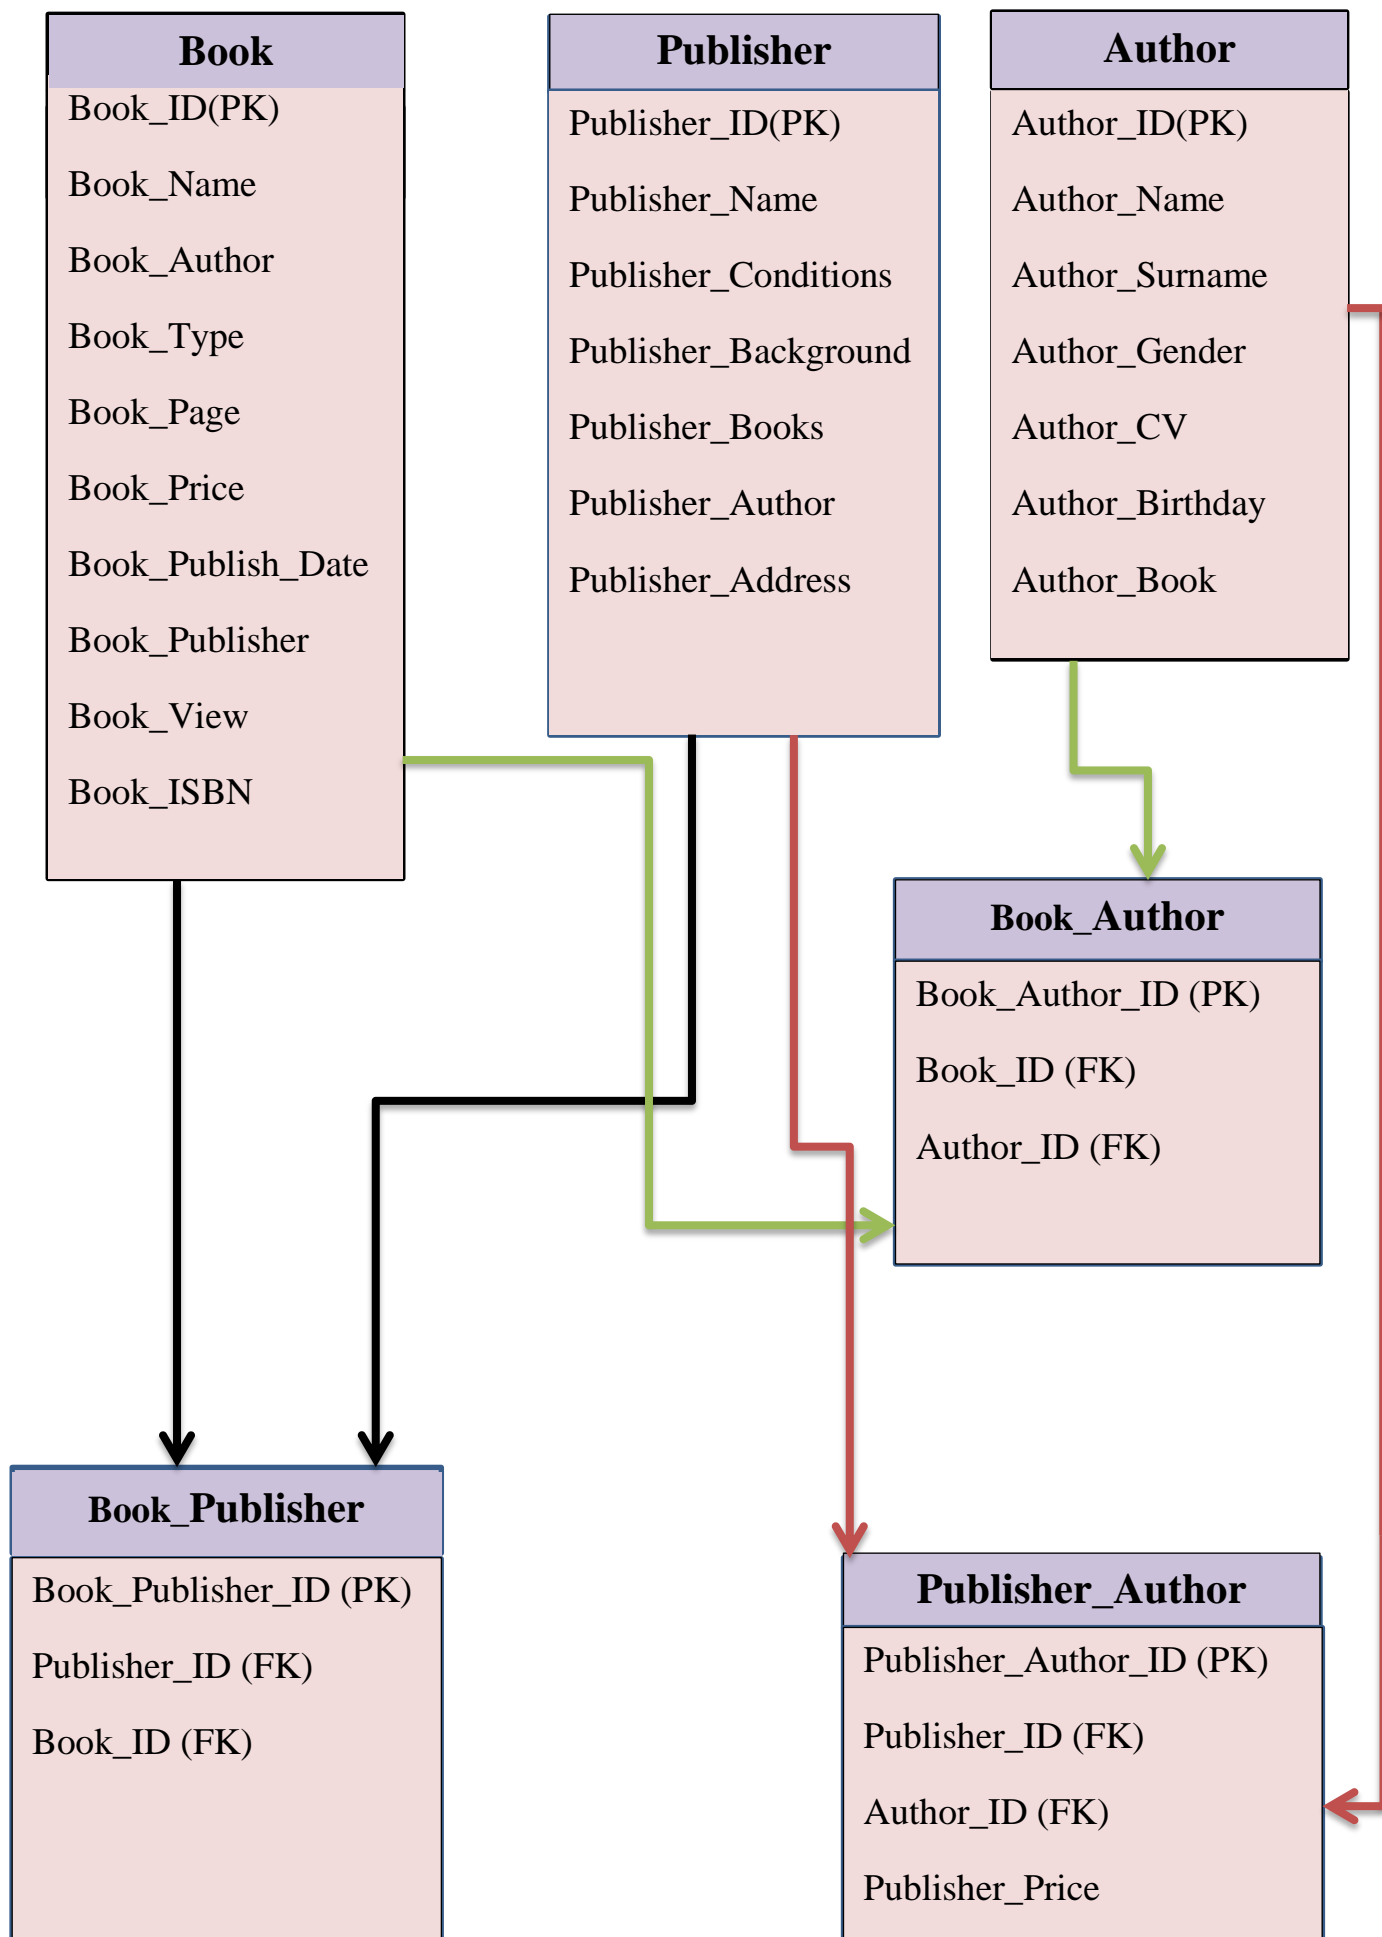 Book
Book_ID(PK)
Book_Name
Book_Author
Book_Type
Book_Page
Book_Price
Book_Publish_Date
Book_Publisher
Book_View
Book_ISBN
Publisher
Publisher_ID(PK)
Publisher_Name
Publisher_Conditions
Publisher_Background
Publisher_Books
Publisher_Author
Publisher_Address
Author
Author_ID(PK)
Author_Name
Author_Surname
Author_Gender
Author_CV
Author_Birthday
Author_Book
Book_Author
Book_Author_ID (PK)
Book_ID (FK)
Author_ID (FK)
Book_Publisher
Book_Publisher_ID (PK)
Publisher_ID (FK)
Book_ID (FK)
Publisher_Author
Publisher_Author_ID (PK)
Publisher_ID (FK)
Author_ID (FK)
Publisher_Price